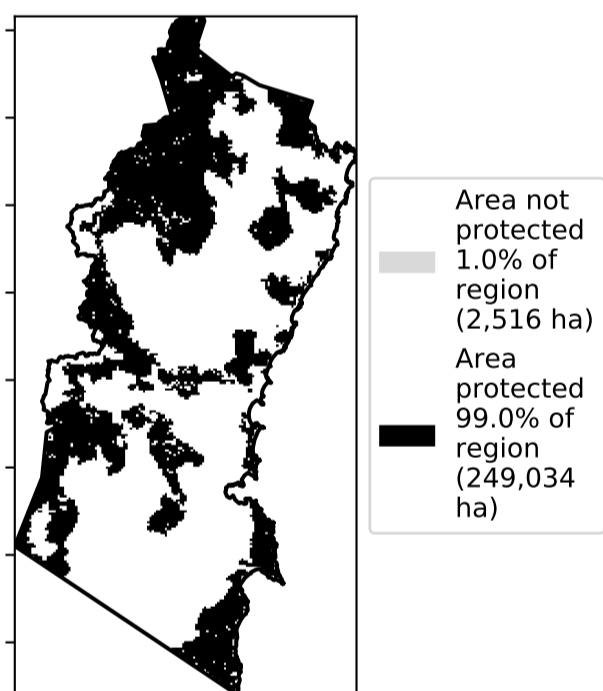 Area not
protected
1.0% of
region
(2,516 ha)
Area
protected
99.0% of
region
(249,034
ha)